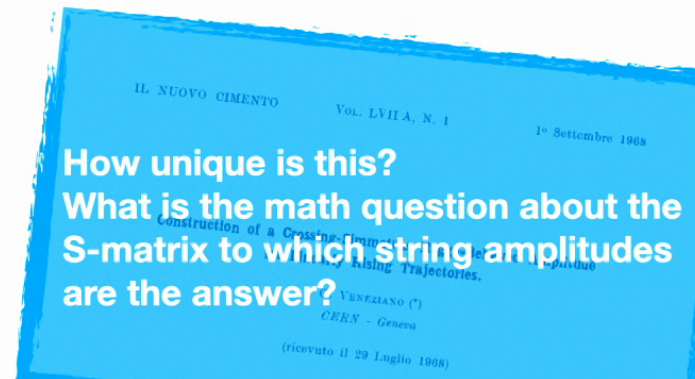 IL NUOVO CIMENTO VOL. LVII A, N. 1 1º Settembre 1968
How unique is this?
What is the math question about the
Construction of a
S-matrix to which string amplitudes
Rising Trajectories.
are the answer?
VENEZIANO (*)
CERN - Geneva
(ricevuto il 29 Luglio 1968)